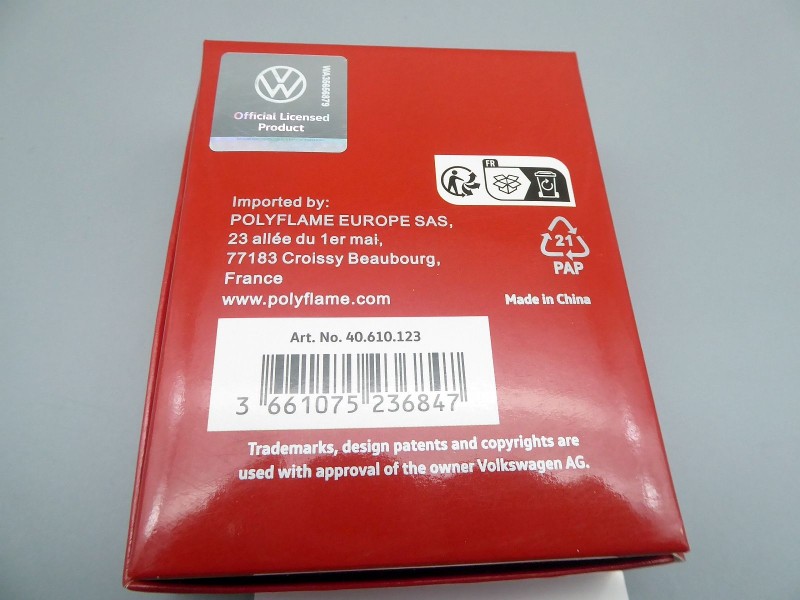 WA36666879
Official Licensed
Product
FR
Imported by:
POLYFLAME EUROPE SAS,
23 allée du 1er mai,
77183 Croissy Beaubourg,
France
www.polyflame.com
21
PAP
Made in China
Art. No. 40.610.123
3 661075 236847
Trademarks, design patents and copyrights are
used with approval of the owner Volkswagen AG.